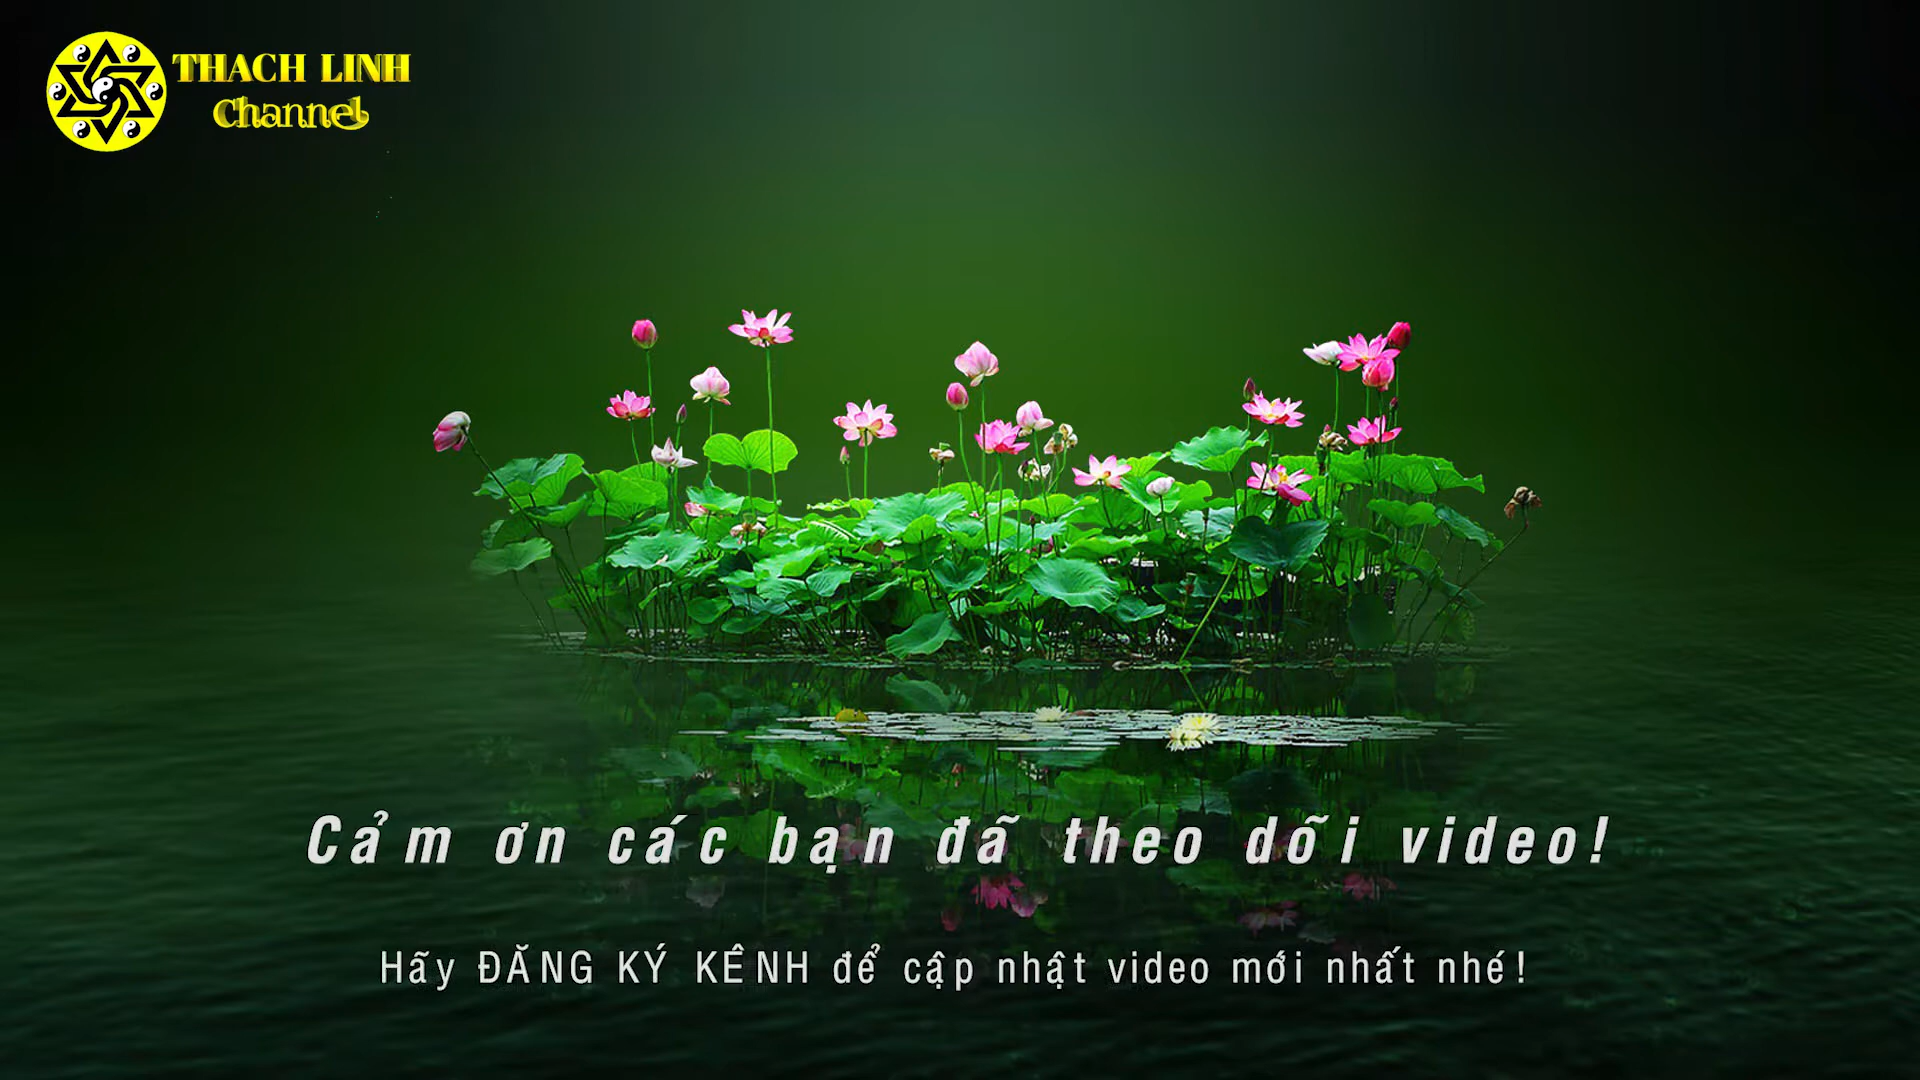 THACH LINH
Channel
Cảm ơn các bạn đã theo dõi video!
Hãy ĐĂNG KÝ KÊNH để cập nhật video mới nhất nhé!